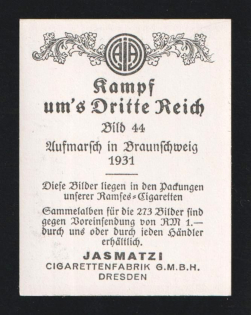 Kampf
um's Dritte Reich
Bild 44
Aufmarsch in Braunschweig
1931
Diese Bilder liegen in den Packungen
unserer Ramses-Cigaretten
Sammelalben für die 273 Bilder sind
gegen Voreinsendung von RM 1.—
durch uns oder durch jeden Händler
erhältlich.
JASMATZI
CIGARETTENFABRIK G.M.B.H.
DRESDEN